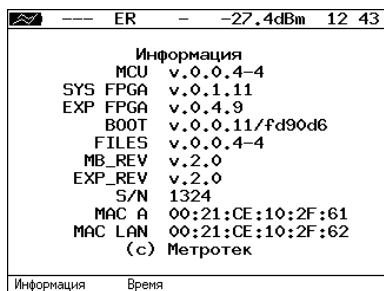 --- ER - -27.4dBm 12 43
Информация
MCU v.0.0.4-4
SYS FPGA v.0.1.11
EXP FPGA v.0.4.9
BOOT v.0.0.11/fd90d6
FILES v.0.0.4-4
MB_REV v.2.0
EXP_REV v.2.0
S/N 1324
MAC A 00:21:CE:10:2F:61
MAC LAN 00:21:CE:10:2F:62
(c) Метротек
Информация Время